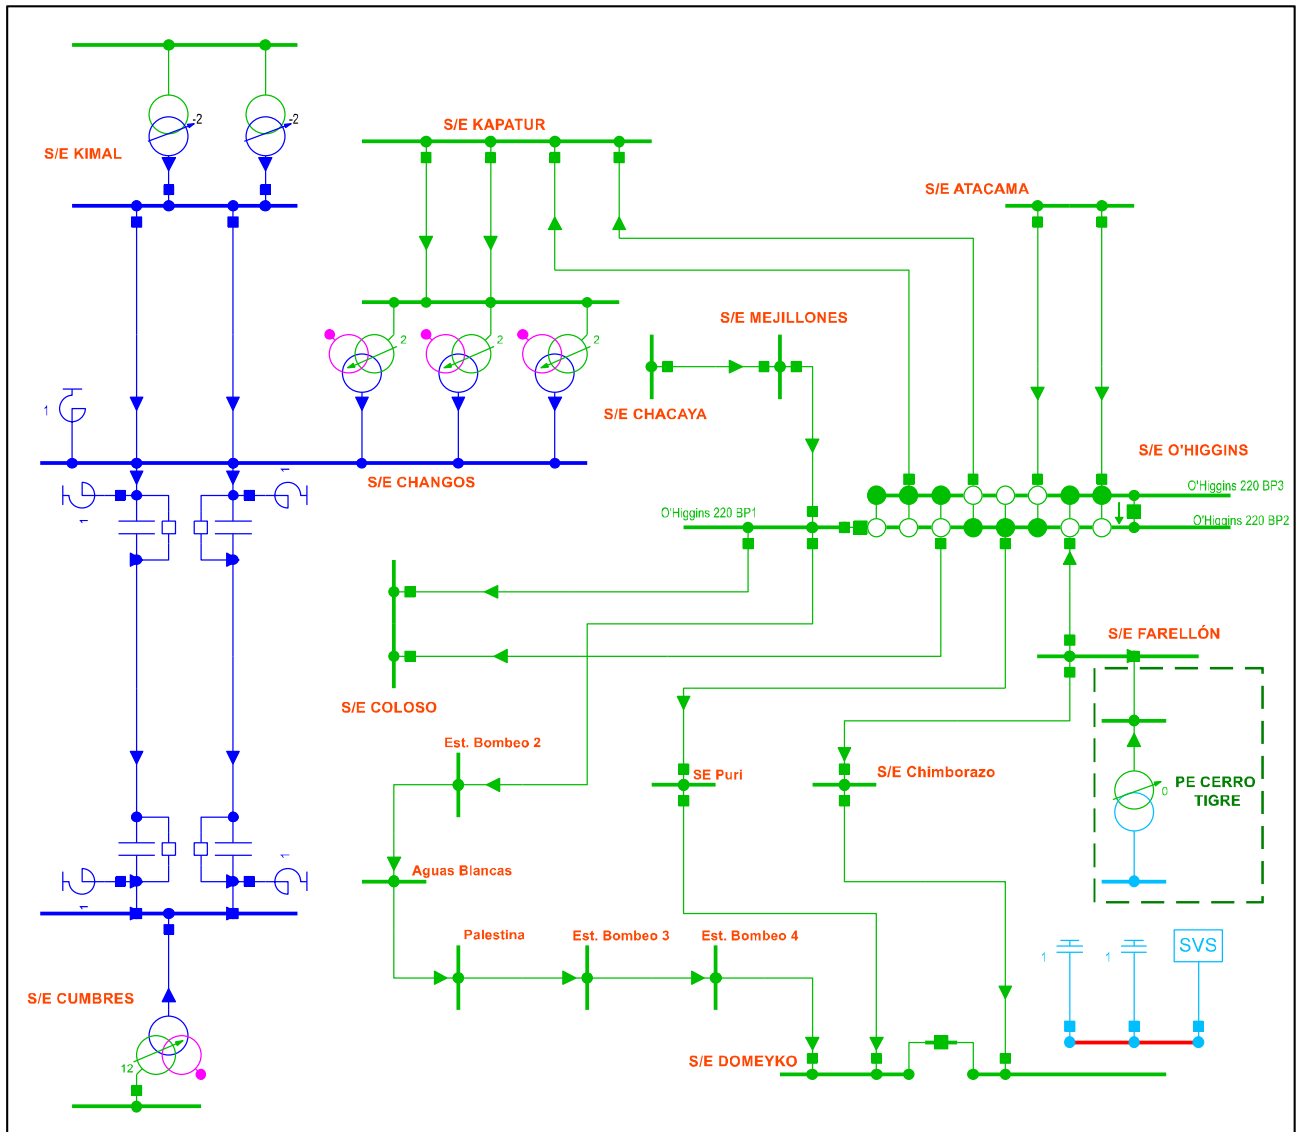 -2
-2
S/E KIMAL
S/E KAPATUR
S/E ATACAMA
S/E MEJILLONES
2
2
2
1
S/E CHACAYA
S/E O'HIGGINS
S/E CHANGOS
1
1
O'Higgins 220 BP3
O'Higgins 220 BP1
O'Higgins 220 BP2
S/E FARELLÓN
S/E COLOSO
Est. Bombeo 2
SE Puri
S/E Chimborazo
PE CERRO
TIGRE
0
1
1
Aguas Blancas
Palestina
Est. Bombeo 3
Est. Bombeo 4
1
1
SVS
S/E CUMBRES
12
S/E DOMEYKO